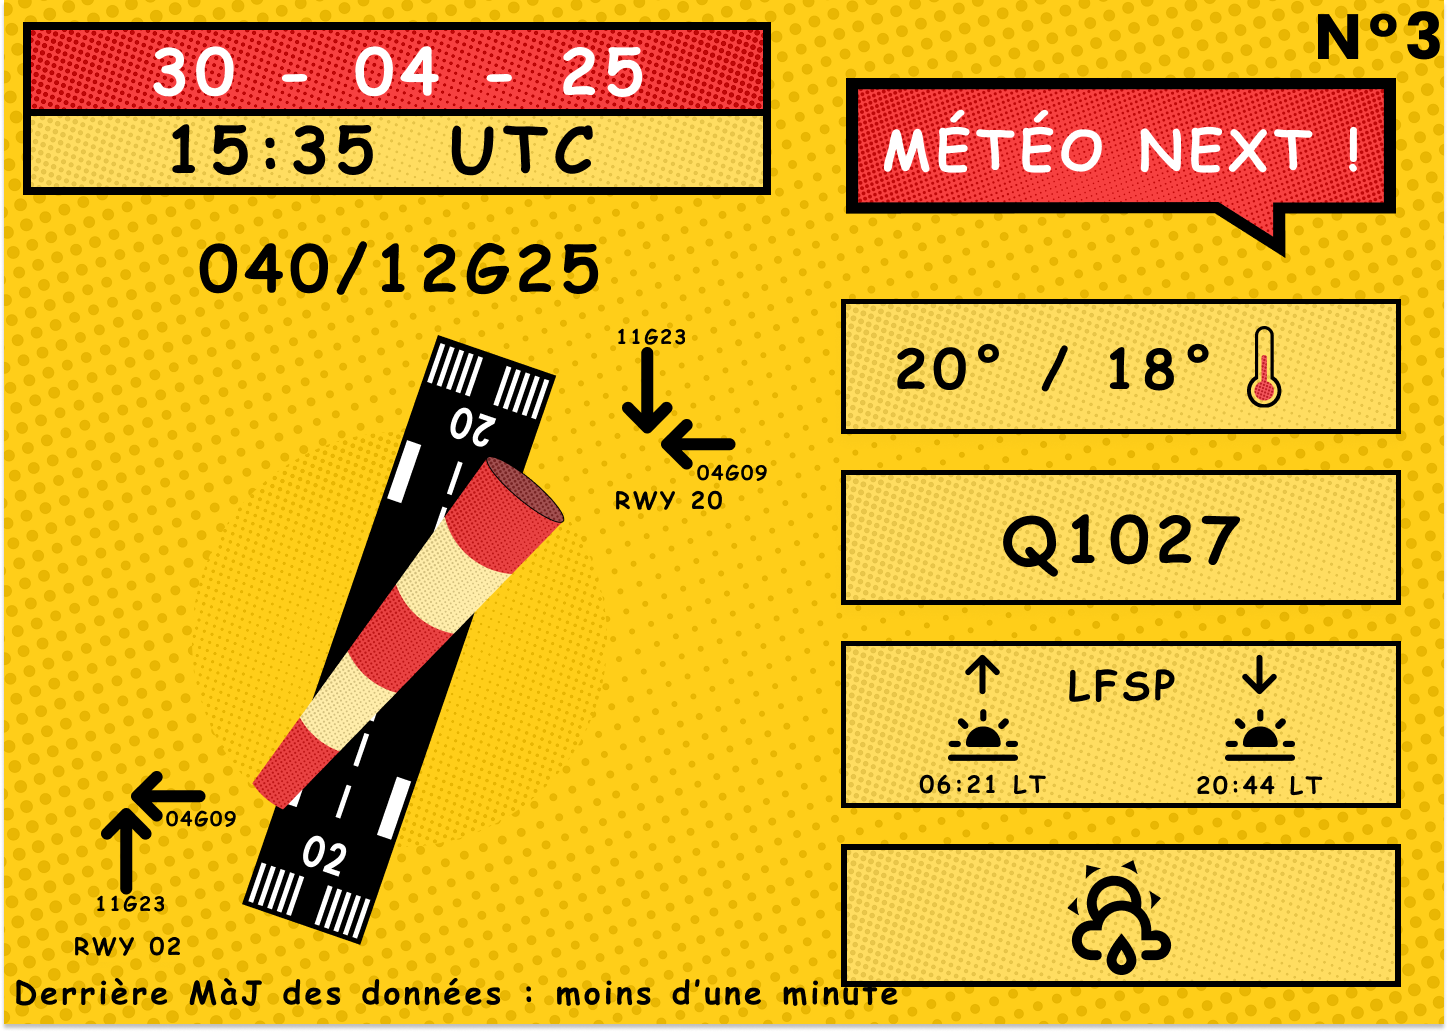 N°3
30 - 04 - 25
15:35 UTC
MÉTÉO NEXT !
040/12G25
11G23
04G09
RWY 20
20
02
04G09
11G23
RWY 02
20° / 18°
Q1027
LFSP
06:21 LT
20:44 LT
Derrière MàJ des données : moins d'une minute